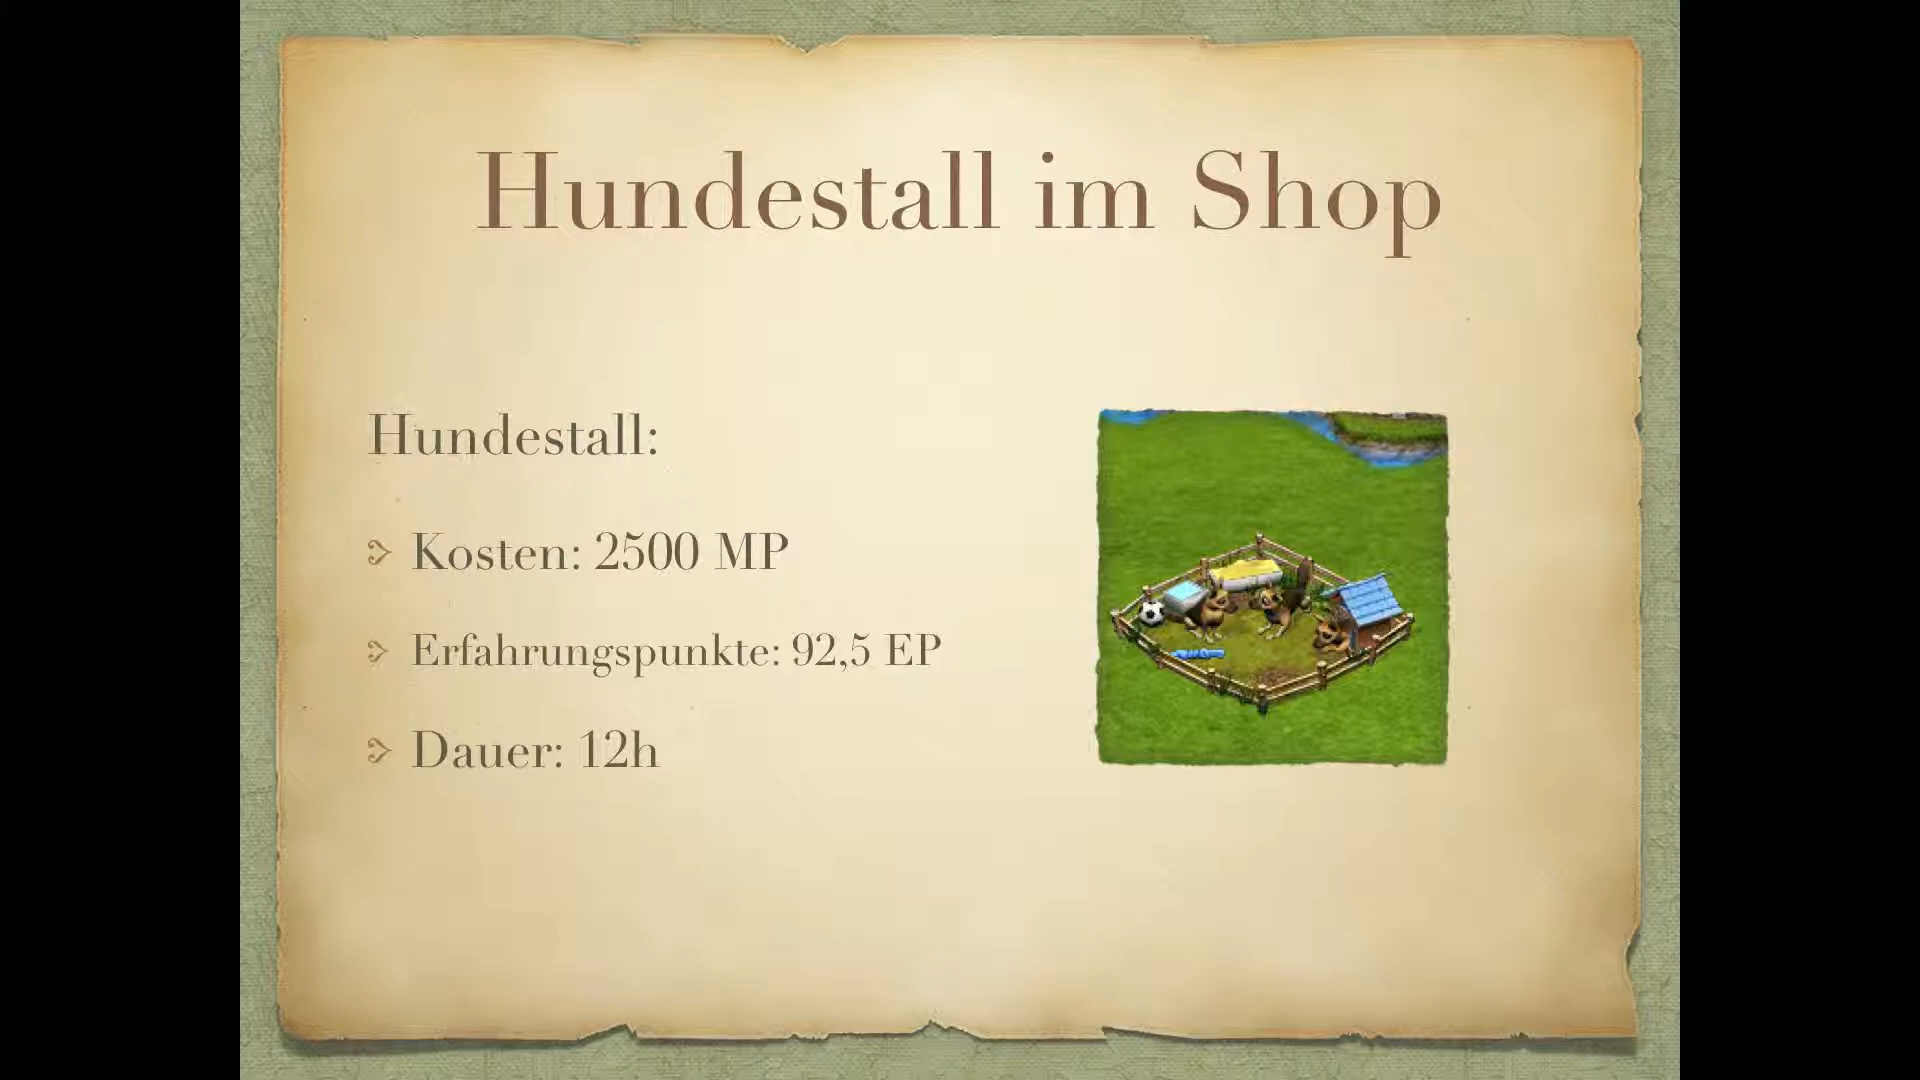 Hundestall im Shop
Hundestall:
Kosten: 2500 MP
Erfahrungspunkte: 92,5 EP
Dauer: 12h